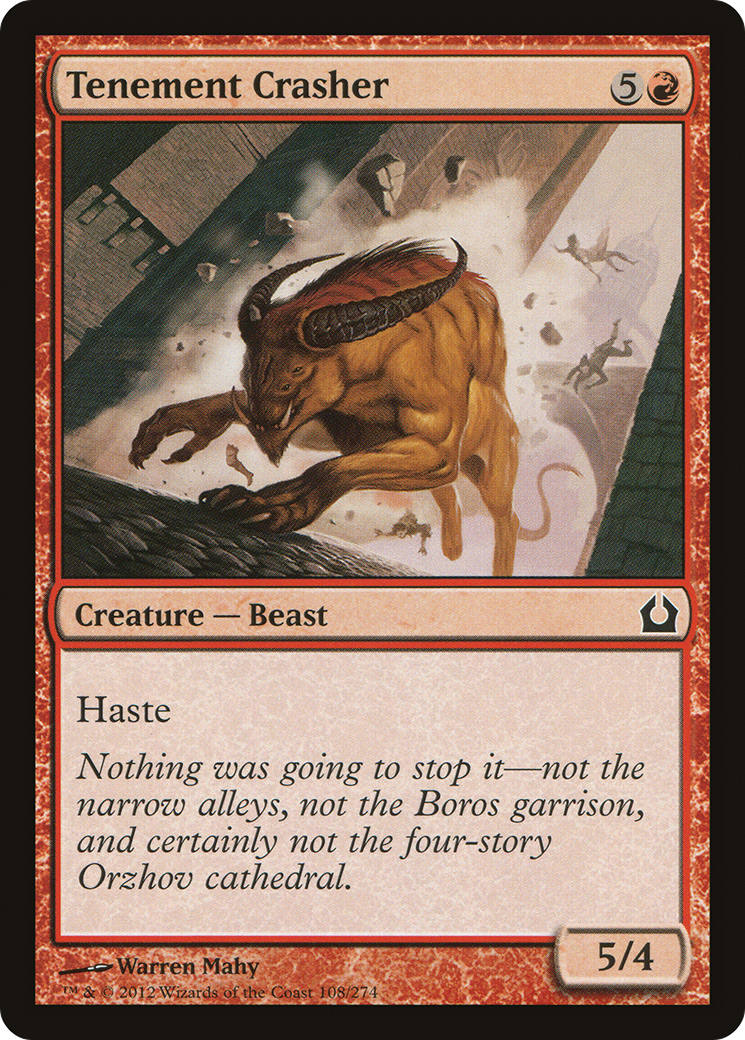 Tenement Crasher
5
Creature — Beast
Haste
Nothing was going to stop it—not the
narrow alleys, not the Boros garrison,
and certainly not the four-story
Orzhov cathedral.
5/4
Warren Mahy
™ & © 2012 Wizards of the Coast 108/274